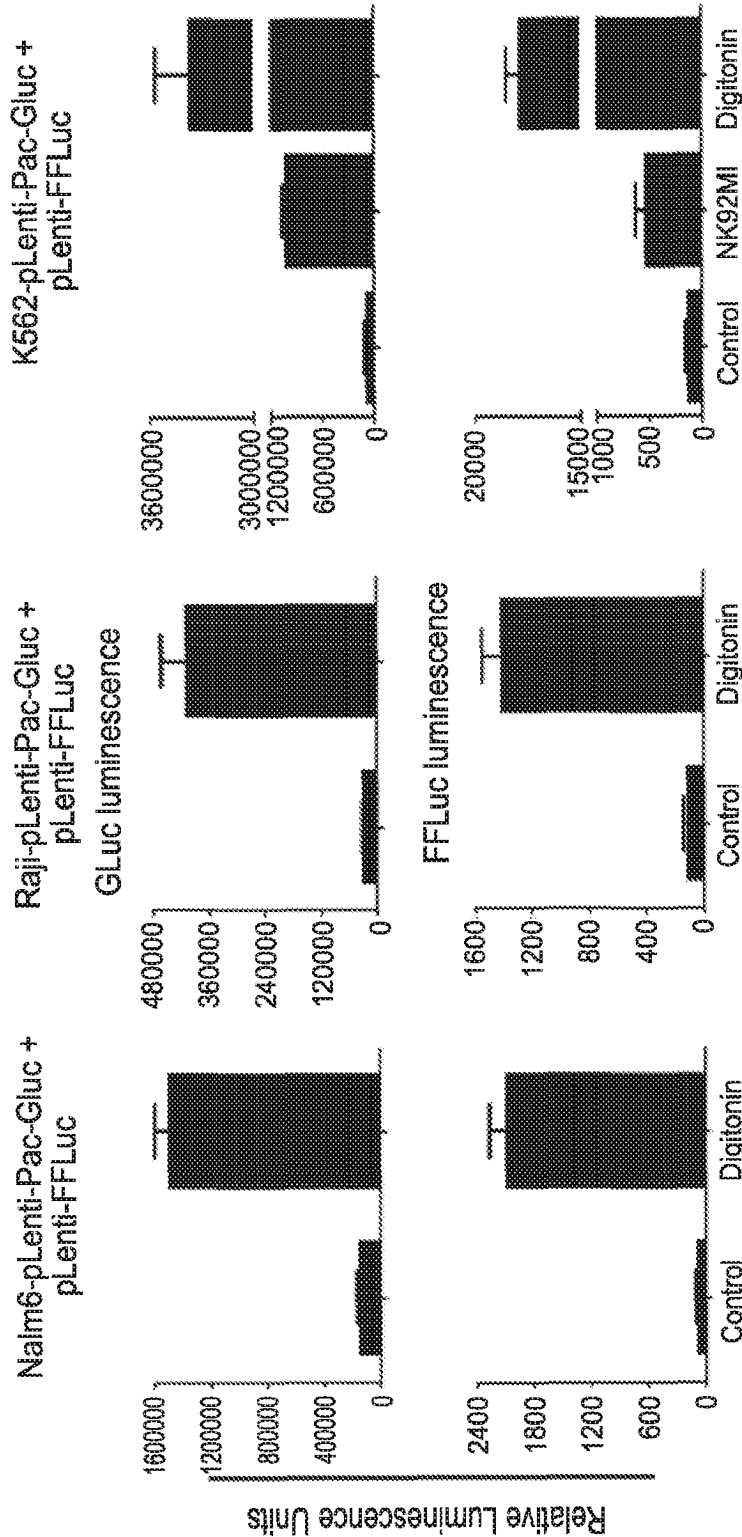 Relative Luminescence Units
Nalm6-pLenti-Pac-Gluc +
pLenti-FFLuc
1600000
1200000
800000
400000
0
2400
1800
1200
600
0
Control
Digitonin
Raji-pLenti-Pac-Gluc +
pLenti-FFLuc
GLuc luminescence
480000
360000
240000
120000
0
FFLuc luminescence
1600
1200
800
400
0
Control
Digitonin
K562-pLenti-Pac-Gluc +
pLenti-FFLuc
3600000
3000000
1200000
600000
0
20000
15000
1000
500
0
Control
NK92MI
Digitonin